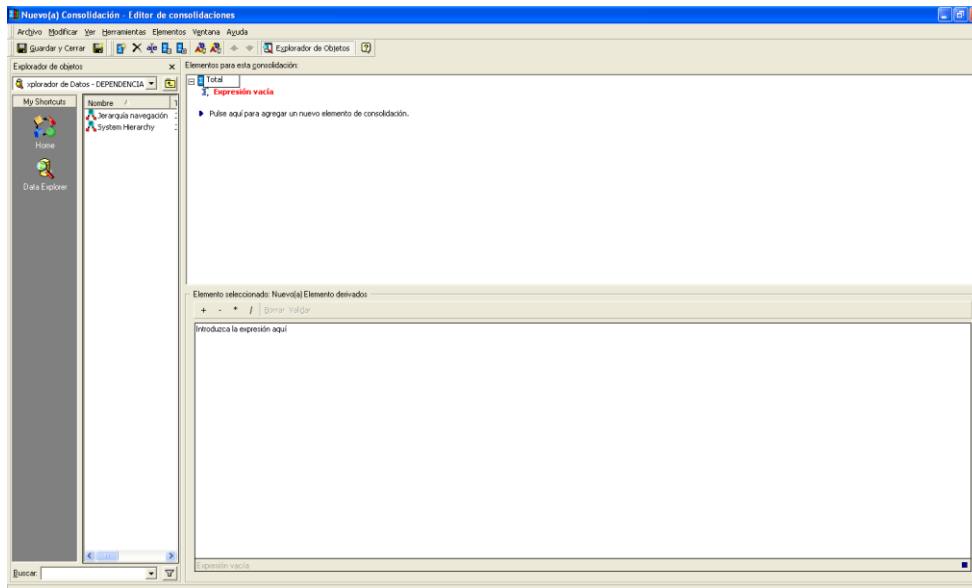 Nuevo(a) Consolidación - Editor de consolidaciones
Archivo Modificar Ver Herramientas Elementos Ventana Ayuda
Guardar y Cerrar Explorador de Objetos
Explorador de objetos
Elementos para esta consolidación:
xplorador de Datos - DEPENDENCIA
Total
Expresión vacía
My Shortcuts
Nombre
Jerarquía navegación
Pulse aquí para agregar un nuevo elemento de consolidación.
System Hierarchy
Home
Data Explorer
Elemento seleccionado: Nuevo(a) Elemento derivados
+ - * / Borrar Validar
Introduzca la expresión aquí
Expresión vacía
Buscar: